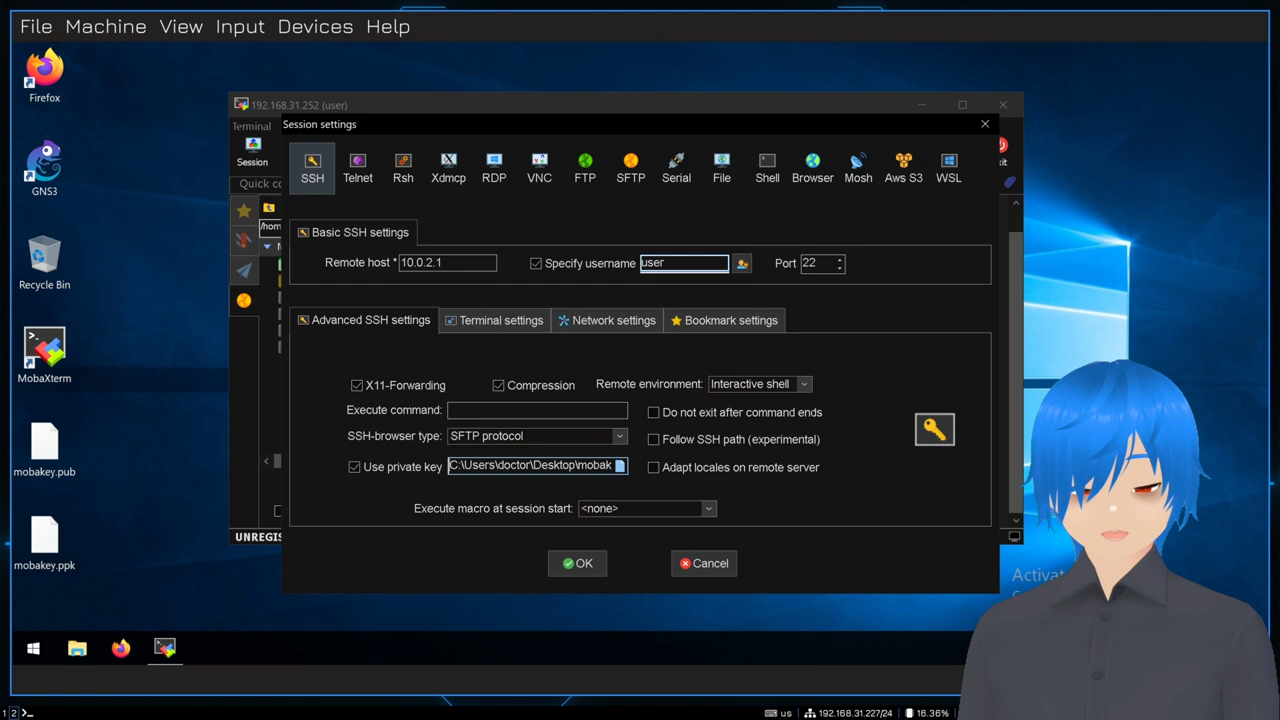 File Machine View Input Devices Help
Firefox
GNS3
Recycle Bin
MobaXterm
mobakey.pub
mobakey.ppk
192.168.31.252 (user)
Terminal
Session
Quick co
/hom
UNREGIS
Session settings
SSH Telnet Rsh Xdmcp RDP VNC FTP SFTP Serial File Shell Browser Mosh Aws S3 WSL
Basic SSH settings
Remote host * 10.0.2.1 Specify username user Port 22
Advanced SSH settings Terminal settings Network settings Bookmark settings
X11-Forwarding Compression Remote environment: Interactive shell
Execute command: Do not exit after command ends
SSH-browser type: SFTP protocol Follow SSH path (experimental)
Use private key C:\Users\doctor\Desktop\mobak Adapt locales on remote server
Execute macro at session start: <none>
OK Cancel
Activa
1 2 us 192.168.31.227/24 16.36%